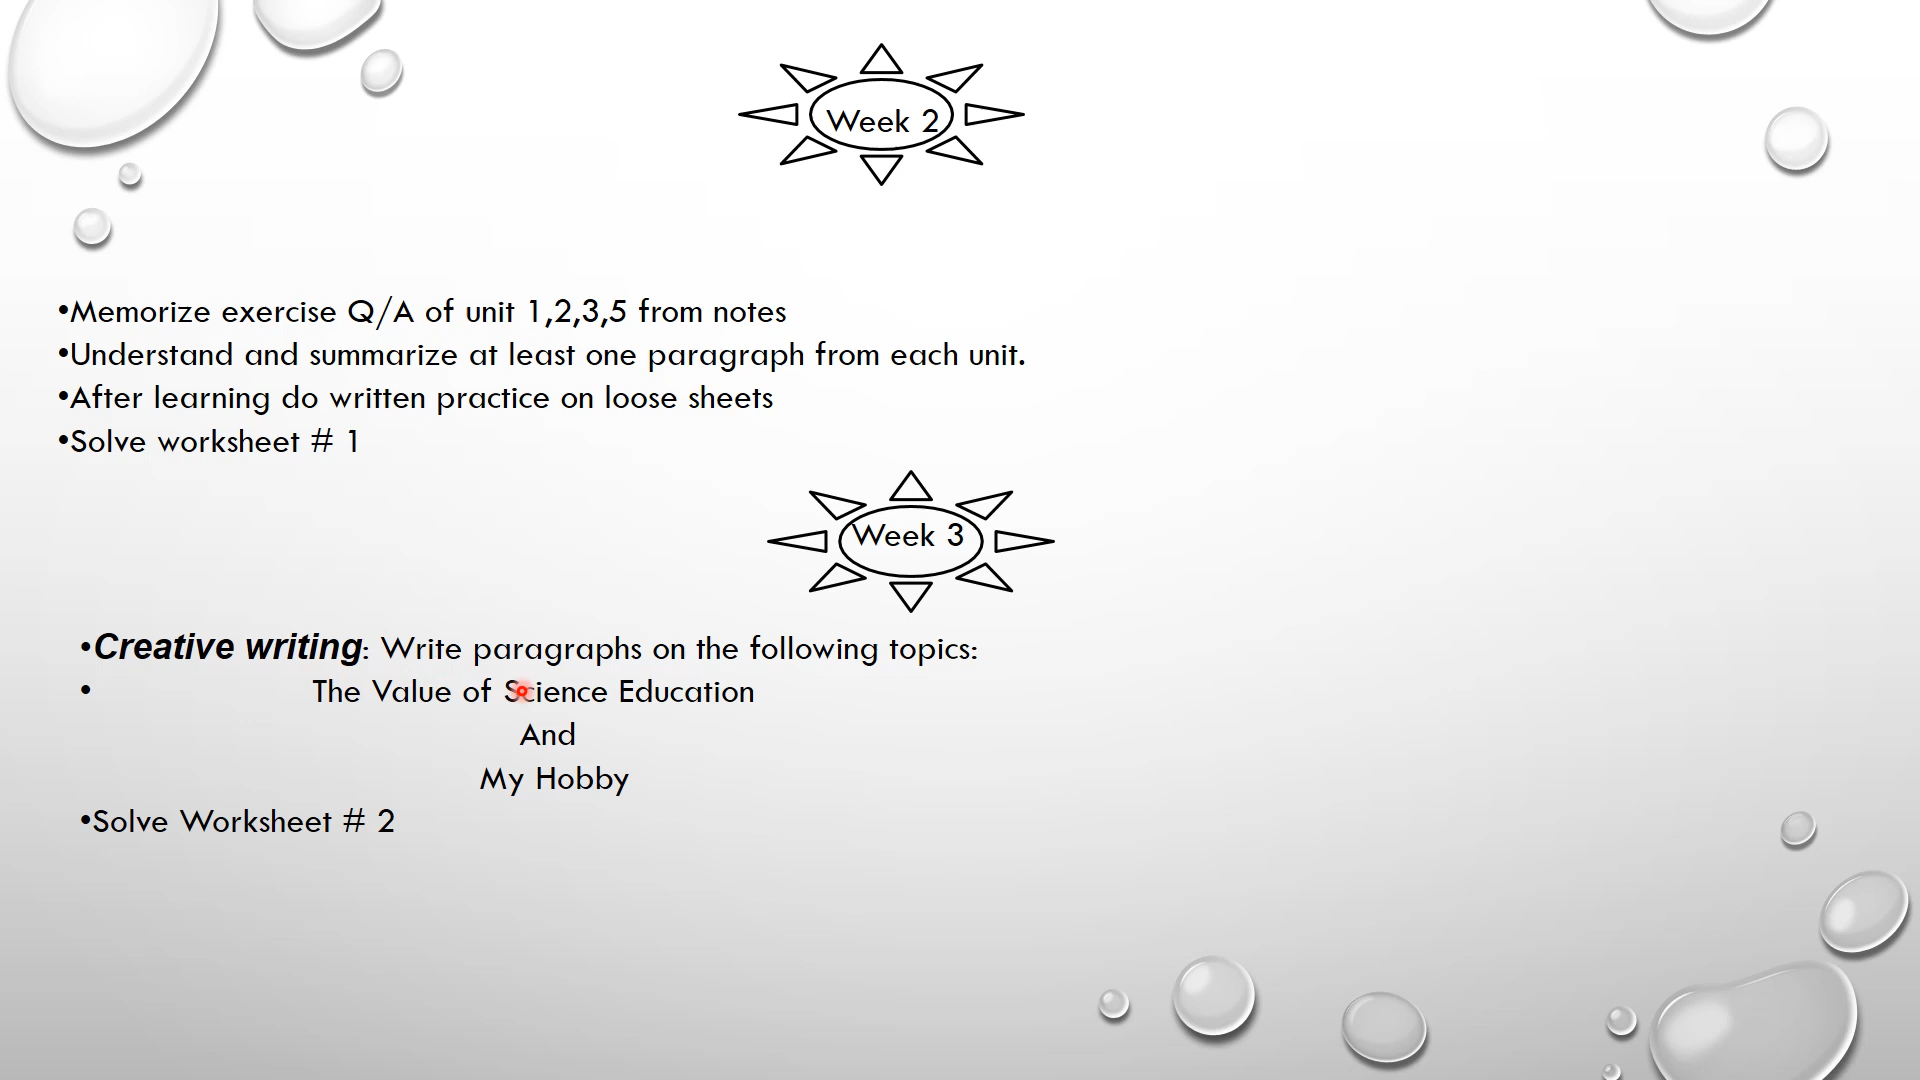 Week 2
•Memorize exercise Q/A of unit 1,2,3,5 from notes
•Understand and summarize at least one paragraph from each unit.
•After learning do written practice on loose sheets
•Solve worksheet # 1
Week 3
•Creative writing: Write paragraphs on the following topics:
• The Value of Science Education
And
My Hobby
•Solve Worksheet # 2